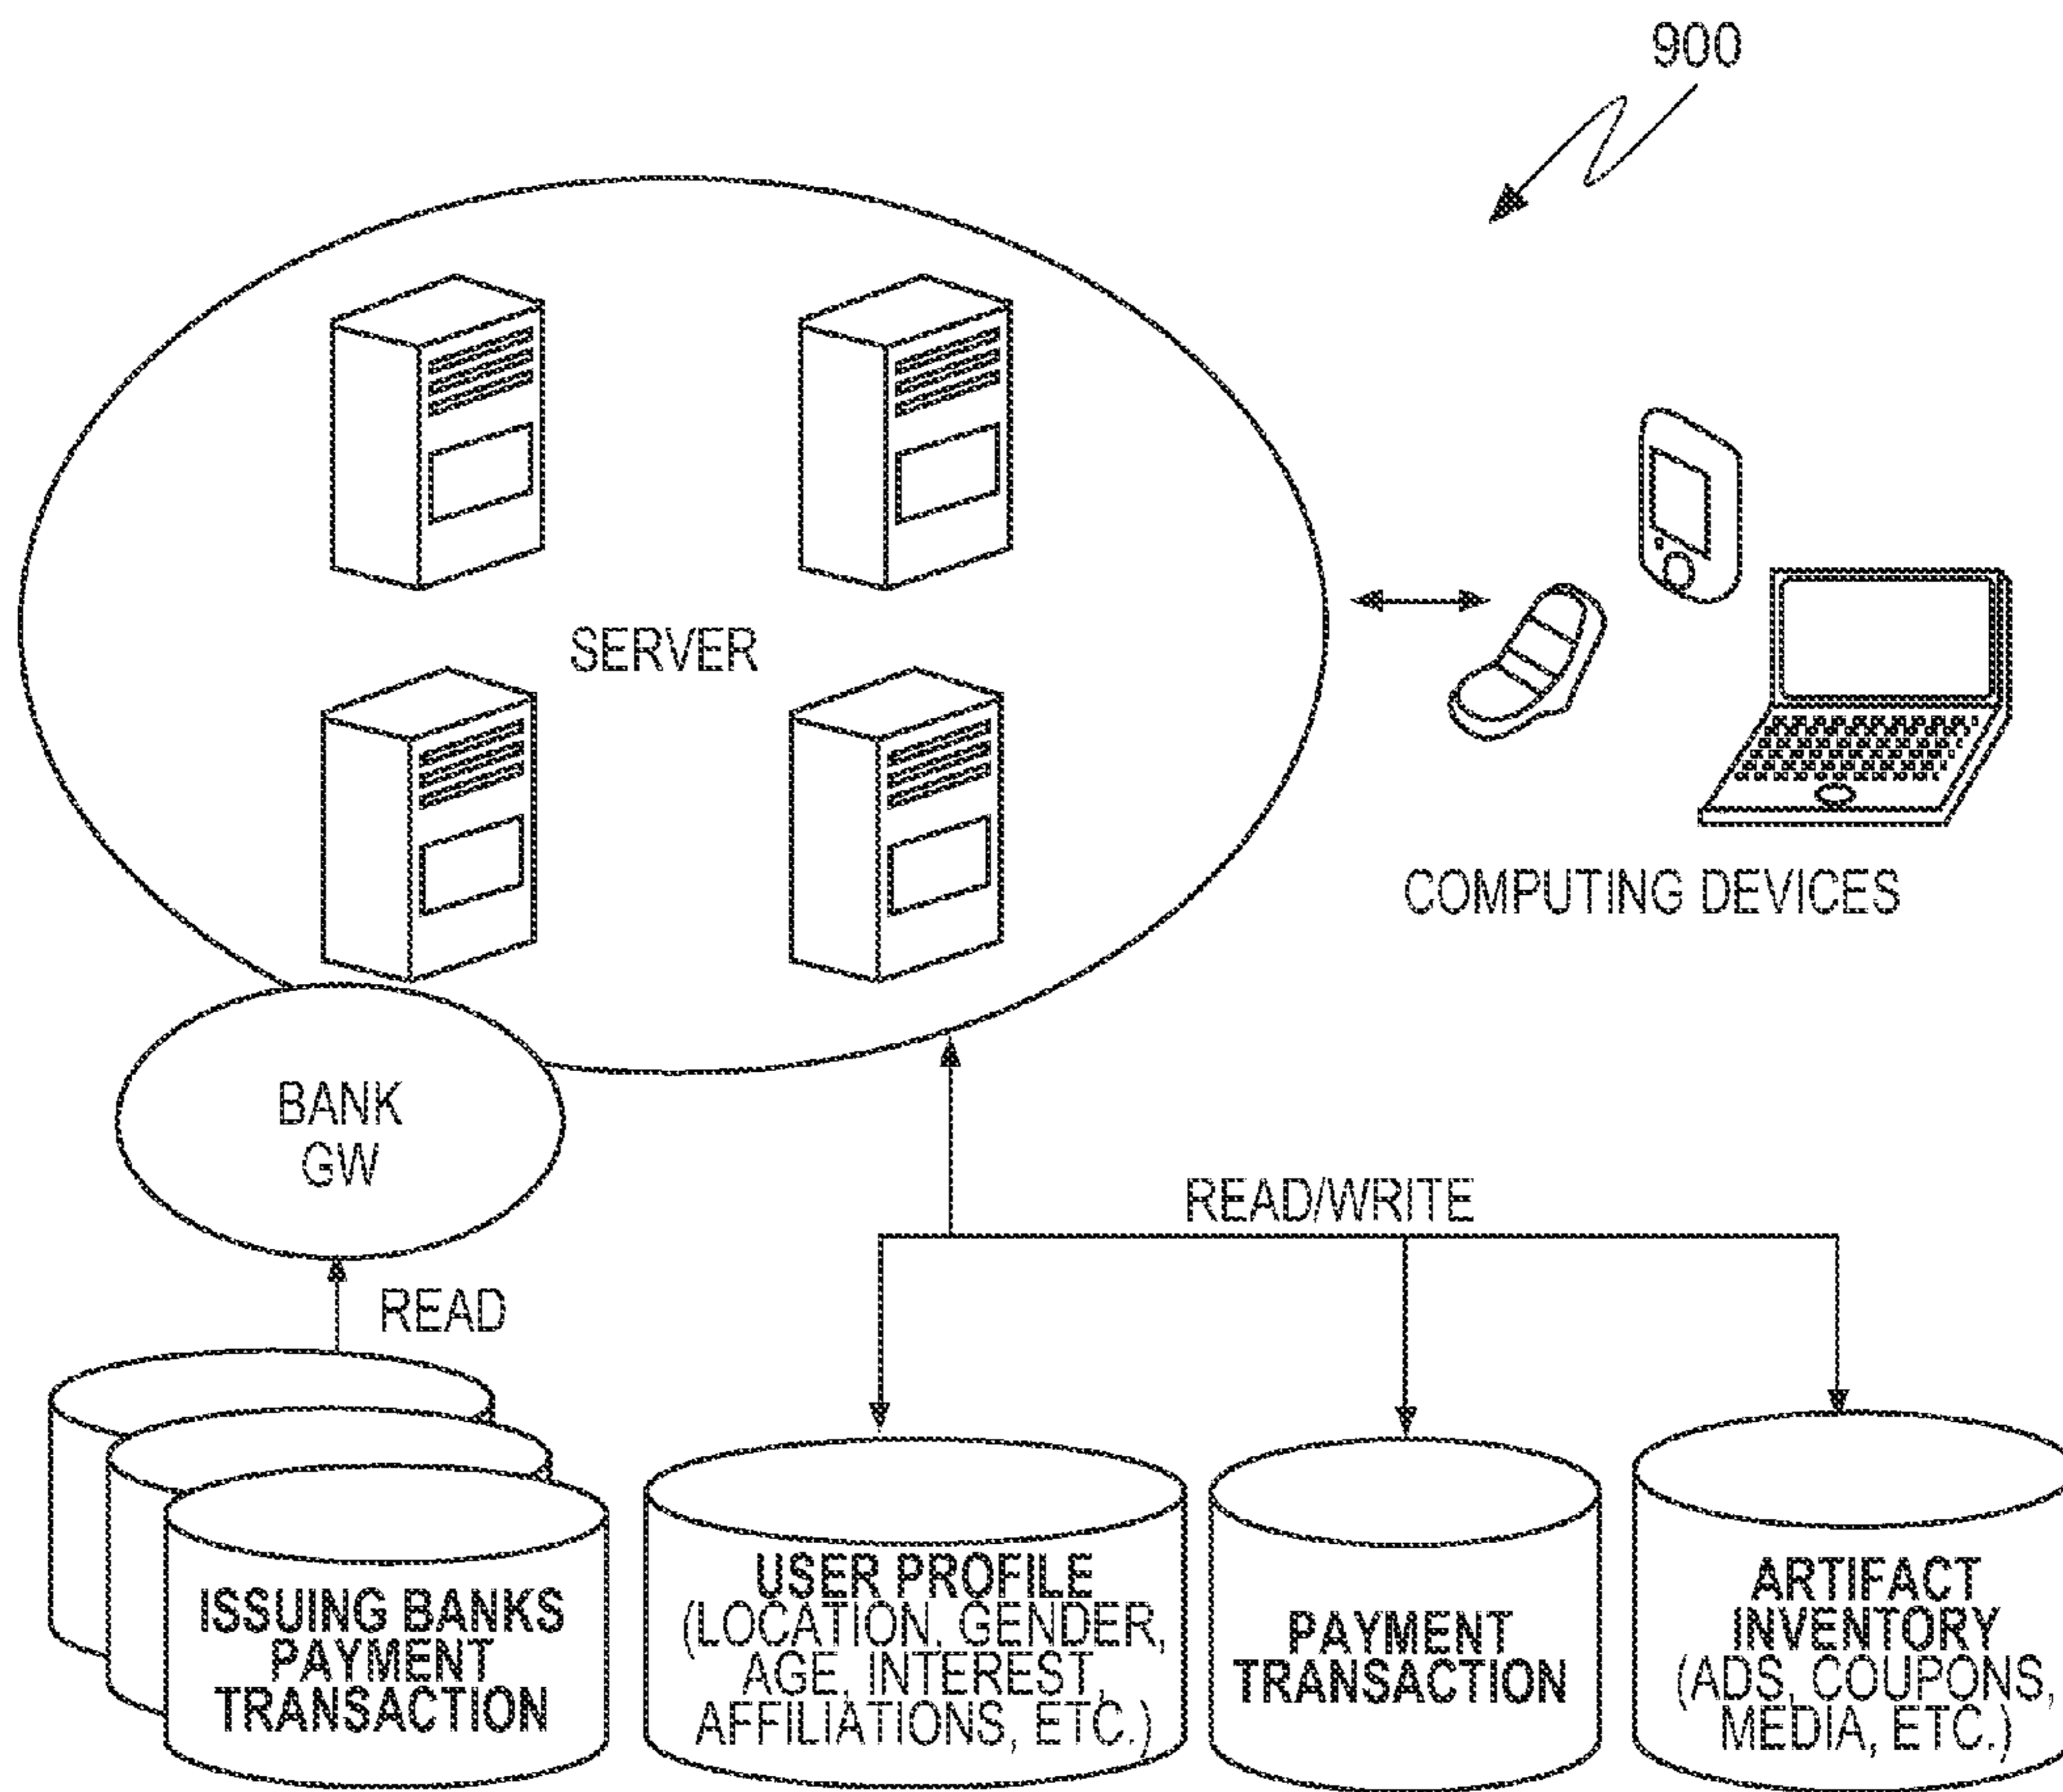 900
SERVER
COMPUTING DEVICES
BANK
GW
READ/WRITE
READ
ISSUING BANKS
PAYMENT
TRANSACTION
USER PROFILE
(LOCATION, GENDER,
AGE, INTEREST,
AFFILIATIONS, ETC.)
PAYMENT
TRANSACTION
ARTIFACT
INVENTORY
(ADS, COUPONS,
MEDIA, ETC.)